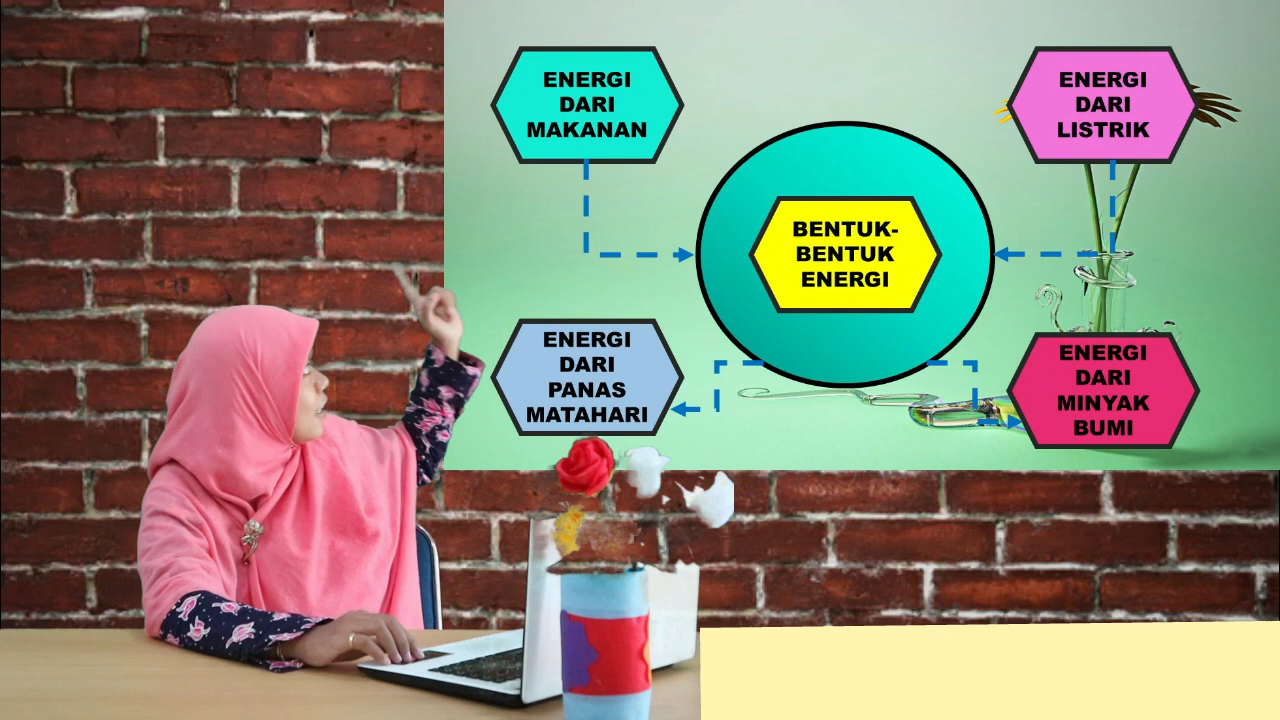 ENERGI
DARI
MAKANAN
ENERGI
DARI
LISTRIK
BENTUK-
BENTUK
ENERGI
ENERGI
DARI
PANAS
MATAHARI
ENERGI
DARI
MINYAK
BUMI